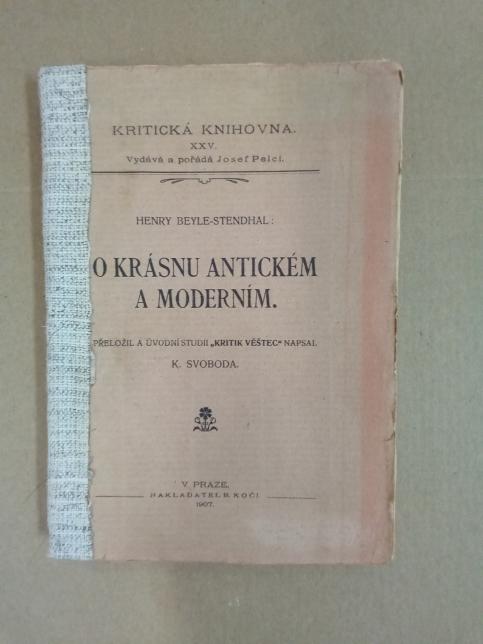 KRITICKÁ KNIHOVNA.
XXV.
Vydává a pořádá Josef Pelcl.
HENRY BEYLE-STENDHAL:
O KRÁSNU ANTICKÉM
A MODERNÍM.
PŘELOŽIL A ÚVODNÍ STUDII „KRITIK VĚŠTEC“ NAPSAL
K. SVOBODA.
V PRAZE.
NAKLADATEL B. KOČÍ
1907.